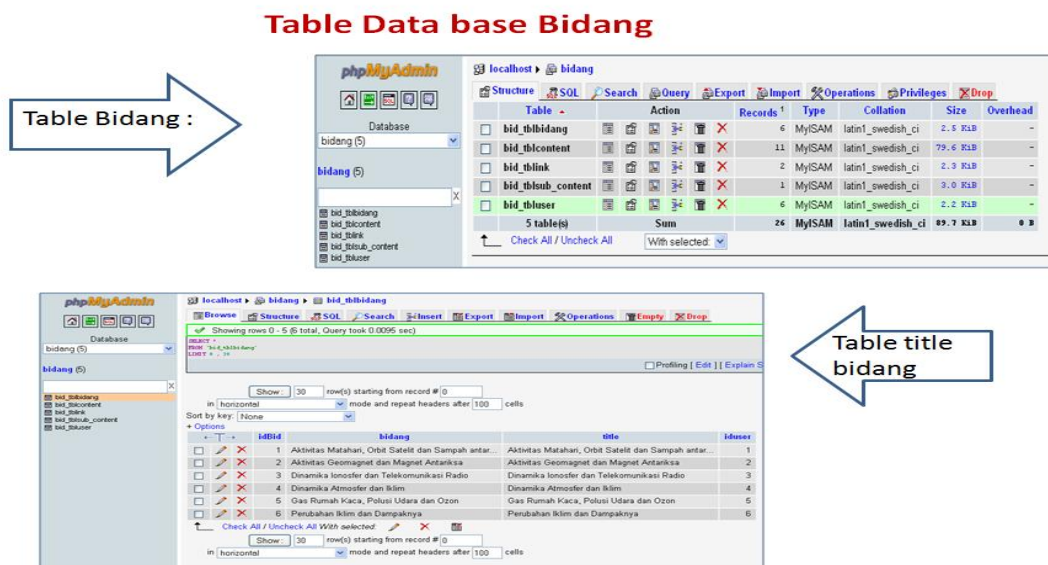 Table Data base Bidang
Table Bidang :
phpMyAdmin
Database
bidang (5)
bidang (5)
X
bid_tblbidang
bid_tblcontent
bid_tblink
bid_tblsub_content
bid_tbluser
localhost bidang
Structure SQL Search Query Export Import Operations Privileges Drop
Table Action Records 1 Type Collation Size Overhead
bid_tblbidang 6 MyISAM latin1_swedish_ci 2.5 KiB -
bid_tblcontent 11 MyISAM latin1_swedish_ci 79.6 KiB -
bid_tblink 2 MyISAM latin1_swedish_ci 2.3 KiB -
bid_tblsub_content 1 MyISAM latin1_swedish_ci 3.0 KiB -
bid_tbluser 6 MyISAM latin1_swedish_ci 2.2 KiB -
5 table(s) Sum 26 MyISAM latin1_swedish_ci 89.7 KiB 0 B
Check All / Uncheck All With selected:
phpMyAdmin
Database
bidang (5)
bidang (5)
X
bid_tblbidang
bid_tblcontent
bid_tblink
bid_tblsub_content
bid_tbluser
localhost bidang bid_tblbidang
Browse Structure SQL Search Insert Export Import Operations Empty Drop
Showing rows 0 - 5 (6 total, Query took 0.0095 sec)
SELECT *
FROM `bid_tblbidang`
LIMIT 0 , 30
Profiling [ Edit ] [ Explain S
Show : 30 row(s) starting from record # 0
in horizontal mode and repeat headers after 100 cells
Sort by key: None
+ Options
←T→ idBid bidang title iduser
1 Aktivitas Matahari, Orbit Satelit dan Sampah antar... Aktivitas Matahari, Orbit Satelit dan Sampah antar... 1
2 Aktivitas Geomagnet dan Magnet Antariksa Aktivitas Geomagnet dan Magnet Antariksa 2
3 Dinamika Ionosfer dan Telekomunikasi Radio Dinamika Ionosfer dan Telekomunikasi Radio 3
4 Dinamika Atmosfer dan Iklim Dinamika Atmosfer dan Iklim 4
5 Gas Rumah Kaca, Polusi Udara dan Ozon Gas Rumah Kaca, Polusi Udara dan Ozon 5
6 Perubahan Iklim dan Dampaknya Perubahan Iklim dan Dampaknya 6
Check All / Uncheck All With selected:
Show : 30 row(s) starting from record # 0
in horizontal mode and repeat headers after 100 cells
Table title
bidang